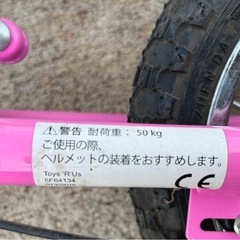 ⚠ 警告 耐荷重： 50 kg
ご使用の際、
ヘルメットの装着をおすすめします。
Toys 'R' Us
SF64134
CE